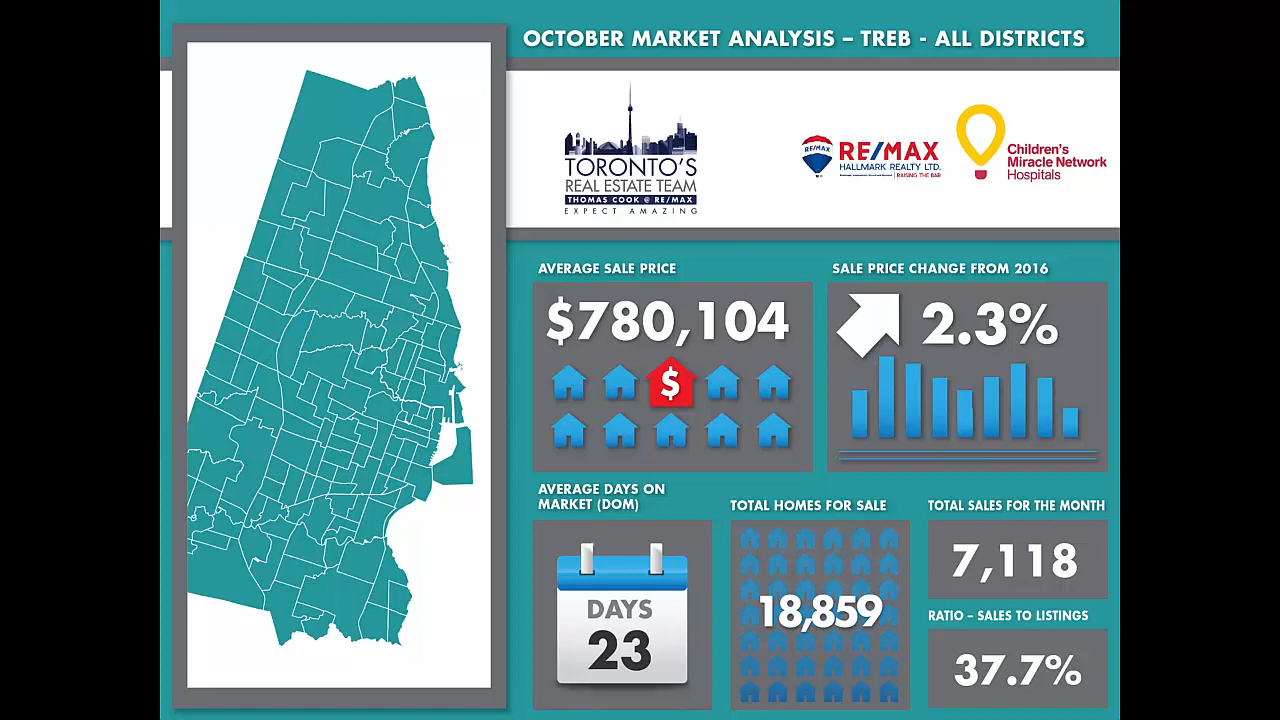 OCTOBER MARKET ANALYSIS – TREB - ALL DISTRICTS
TORONTO'S
REAL ESTATE TEAM
THOMAS COOK @ RE/MAX
EXPECT AMAZING
RE/MAX
RE/MAX
HALLMARK REALTY LTD.
RAISING THE BAR
Children's
Miracle Network
Hospitals
AVERAGE SALE PRICE
$780,104
$
SALE PRICE CHANGE FROM 2016
2.3%
AVERAGE DAYS ON
MARKET (DOM)
DAYS
23
TOTAL HOMES FOR SALE
18,859
TOTAL SALES FOR THE MONTH
7,118
RATIO – SALES TO LISTINGS
37.7%